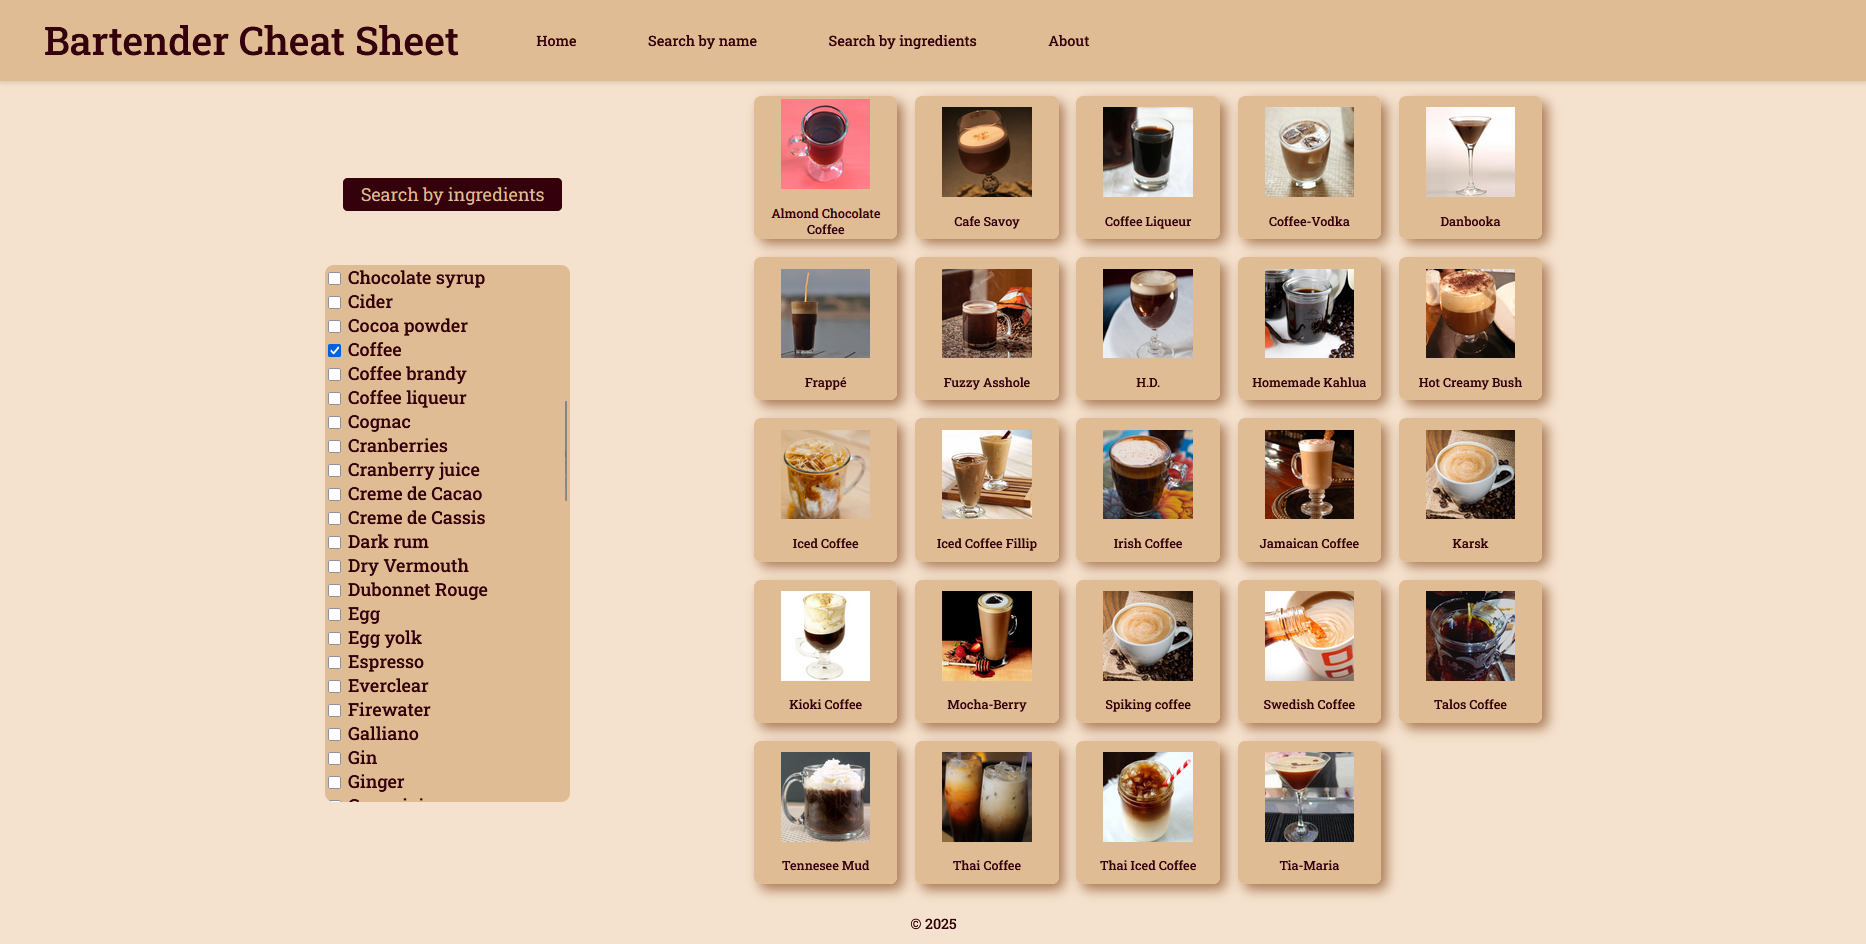 Bartender Cheat Sheet
Home
Search by name
Search by ingredients
About
Search by ingredients
Chocolate syrup
Cider
Cocoa powder
Coffee
Coffee brandy
Coffee liqueur
Cognac
Cranberries
Cranberry juice
Creme de Cacao
Creme de Cassis
Dark rum
Dry Vermouth
Dubonnet Rouge
Egg
Egg yolk
Espresso
Everclear
Firewater
Galliano
Gin
Ginger
Almond Chocolate
Coffee
Cafe Savoy
Coffee Liqueur
Coffee-Vodka
Danbooka
Frappé
Fuzzy Asshole
H.D.
Homemade Kahlua
Hot Creamy Bush
Iced Coffee
Iced Coffee Fillip
Irish Coffee
Jamaican Coffee
Karsk
Kioki Coffee
Mocha-Berry
Spiking coffee
Swedish Coffee
Talos Coffee
Tennesee Mud
Thai Coffee
Thai Iced Coffee
Tia-Maria
© 2025